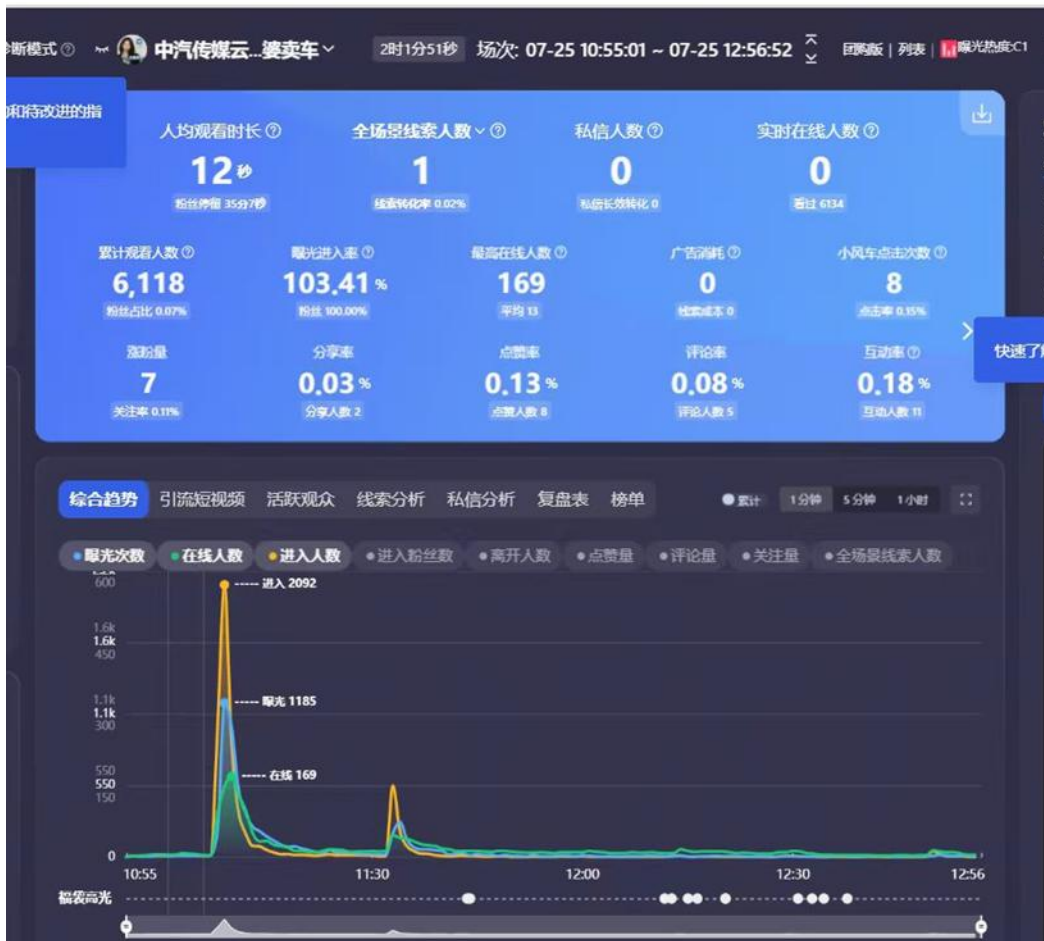 诊断模式
中汽传媒云...婆卖车
2时1分51秒
场次: 07-25 10:55:01 ~ 07-25 12:56:52
团购版 | 列表 | 曝光热度:C1
和待改进的指
人均观看时长 全场景线索人数 私信人数 实时在线人数
12秒 1 0 0
粉丝停留 35分7秒 线索转化率 0.02% 私信长效转化 0 看过 6134
累计观看人数 曝光进入率 最高在线人数 广告消耗 小风车点击次数
6,118 103.41% 169 0 8
粉丝占比 0.07% 粉丝 100.00% 平均 13 线索成本 0 点击率 0.15%
快速了
涨粉量 分享率 点赞率 评论率 互动率
7 0.03% 0.13% 0.08% 0.18%
关注率 0.11% 分享人数 2 点赞人数 8 评论人数 5 互动人数 11
综合趋势 引流短视频 活跃观众 线索分析 私信分析 复盘表 榜单 累计 1分钟 5分钟 1小时
曝光次数 在线人数 进入人数 进入粉丝数 离开人数 点赞量 评论量 关注量 全场景线索人数
600
进入 2092
1.6k
1.6k
450
1.1k
1.1k
300
曝光 1185
550
550
150
在线 169
0
10:55 11:30 12:00 12:30 12:56
福袋高光